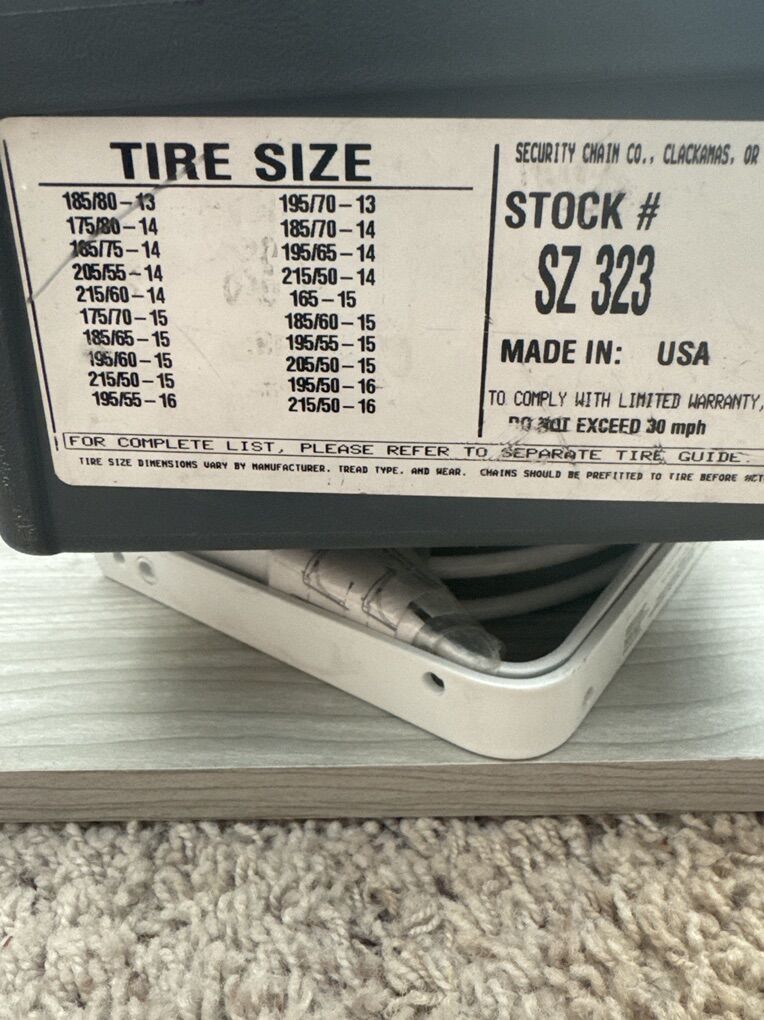 TIRE SIZE
185/80-13
175/80-14
185/75-14
205/55-14
215/60-14
175/70-15
185/65-15
195/60-15
215/50-15
195/55-16
195/70-13
185/70-14
195/65-14
215/50-14
165-15
185/60-15
195/55-15
205/50-15
195/50-16
215/50-16
SECURITY CHAIN CO., CLACKAMAS, OR
STOCK #
SZ 323
MADE IN: USA
TO COMPLY WITH LIMITED WARRANTY,
DO NOT EXCEED 30 mph
FOR COMPLETE LIST, PLEASE REFER TO SEPARATE TIRE GUIDE.
TIRE SIZE DIMENSIONS VARY BY MANUFACTURER, TREAD TYPE, AND WEAR. CHAINS SHOULD BE PREFITTED TO TIRE BEFORE